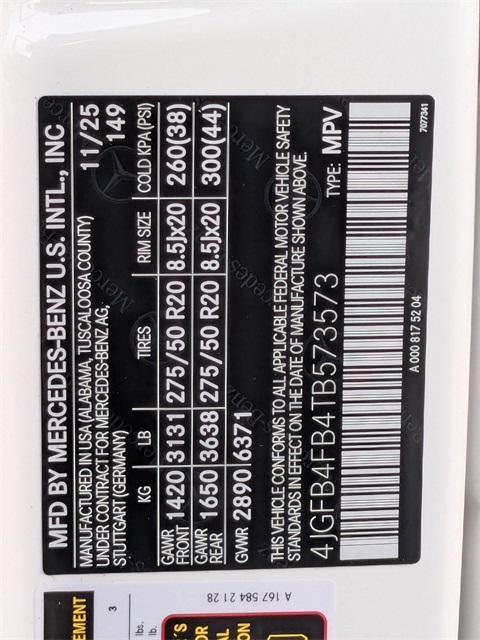 MFD BY MERCEDES-BENZ U.S. INTL., INC
MANUFACTURED IN USA (ALABAMA, TUSCALOOSA COUNTY) 11/25
UNDER CONTRACT FOR MERCEDES-BENZ AG, 149
STUTTGART (GERMANY)
KG LB TIRES RIM SIZE COLD KPA (PSI)
GAWR FRONT 1420 3131 275/50 R20 8.5Jx20 260(38)
GAWR REAR 1650 3638 275/50 R20 8.5Jx20 300(44)
GVWR 2890 6371
THIS VEHICLE CONFORMS TO ALL APPLICABLE FEDERAL MOTOR VEHICLE SAFETY
STANDARDS IN EFFECT ON THE DATE OF MANUFACTURE SHOWN ABOVE.
4JGFB4FB4TB573573 TYPE: MPV
A 000 817 52 04
7077341
A 167 584 21 28
EMENT
3
lbs.
lb.